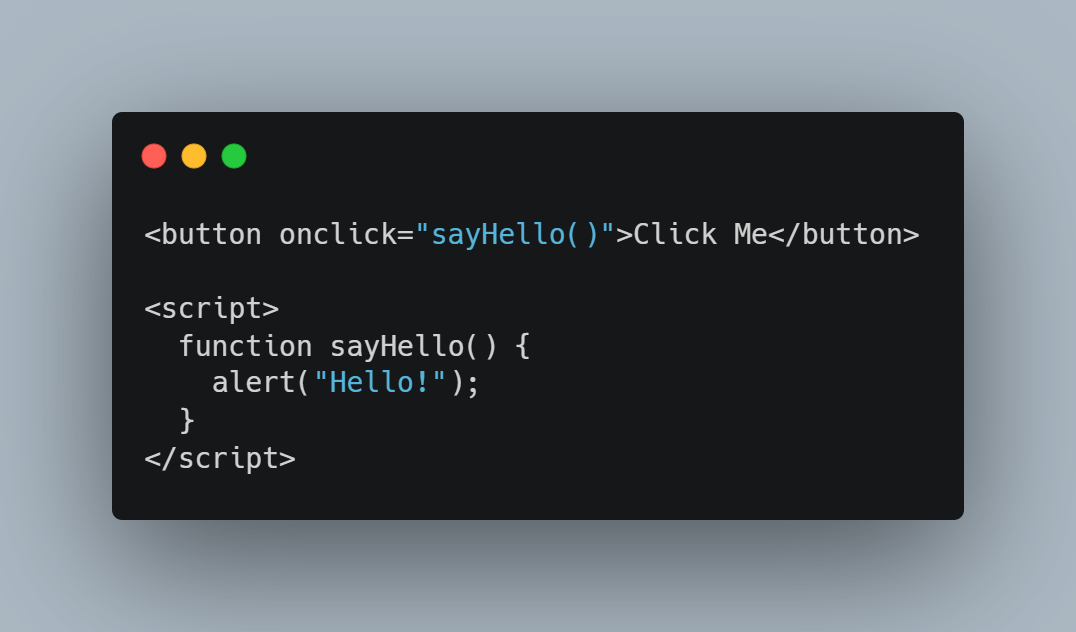 <button onclick="sayHello()">Click Me</button>
<script>
function sayHello() {
alert("Hello!");
}
</script>